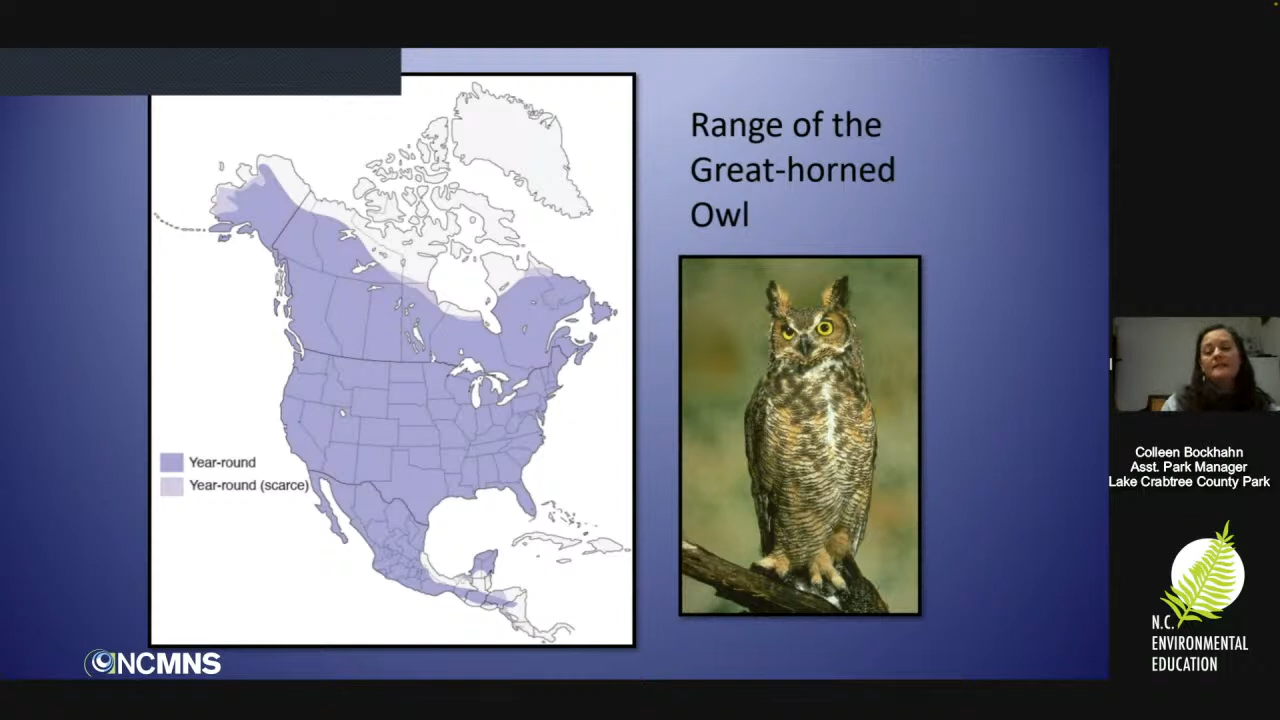 Range of the
Great-horned
Owl
Year-round
Year-round (scarce)
Colleen Bockhahn
Asst. Park Manager
Lake Crabtree County Park
NCMNS
N.C.
ENVIRONMENTAL
EDUCATION